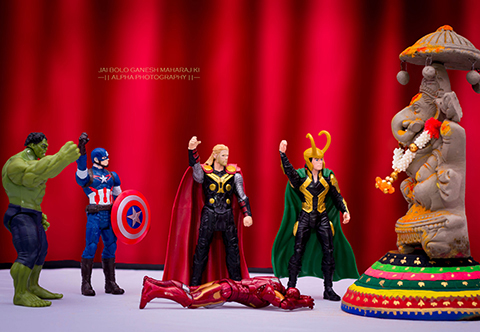 JAI BOLO GANESH MAHARAJ KI
---|| ALPHA PHOTOGRAPHY ||---